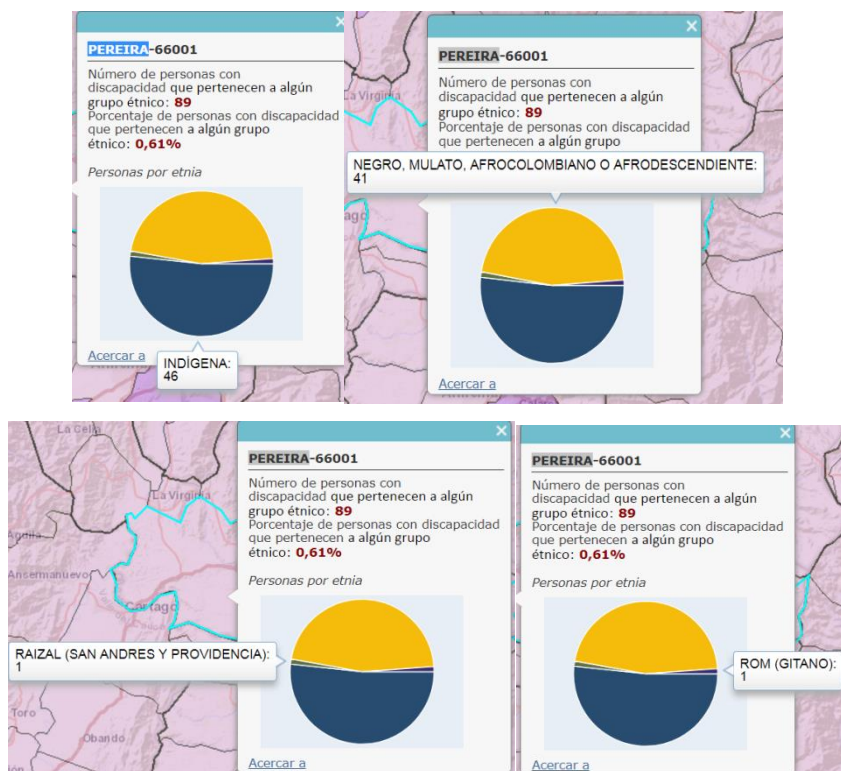 PEREIRA-66001
Número de personas con
discapacidad que pertenecen a algún
grupo étnico: 89
Porcentaje de personas con discapacidad
que pertenecen a algún grupo
étnico: 0,61%
Personas por etnia
Acercar a
INDÍGENA:
46
La Virginia
PEREIRA-66001
Número de personas con
discapacidad que pertenecen a algún
grupo étnico: 89
Porcentaje de personas con discapacidad
que pertenecen a algún grupo
NEGRO, MULATO, AFROCOLOMBIANO O AFRODESCENDIENTE:
41
Acercar a
La Celia
La Virginia
Ansermanuevo
Cartago
Toro
Obando
PEREIRA-66001
Número de personas con
discapacidad que pertenecen a algún
grupo étnico: 89
Porcentaje de personas con discapacidad
que pertenecen a algún grupo
étnico: 0,61%
Personas por etnia
RAIZAL (SAN ANDRES Y PROVIDENCIA):
1
Acercar a
PEREIRA-66001
Número de personas con
discapacidad que pertenecen a algún
grupo étnico: 89
Porcentaje de personas con discapacidad
que pertenecen a algún grupo
étnico: 0,61%
Personas por etnia
ROM (GITANO):
1
Acercar a